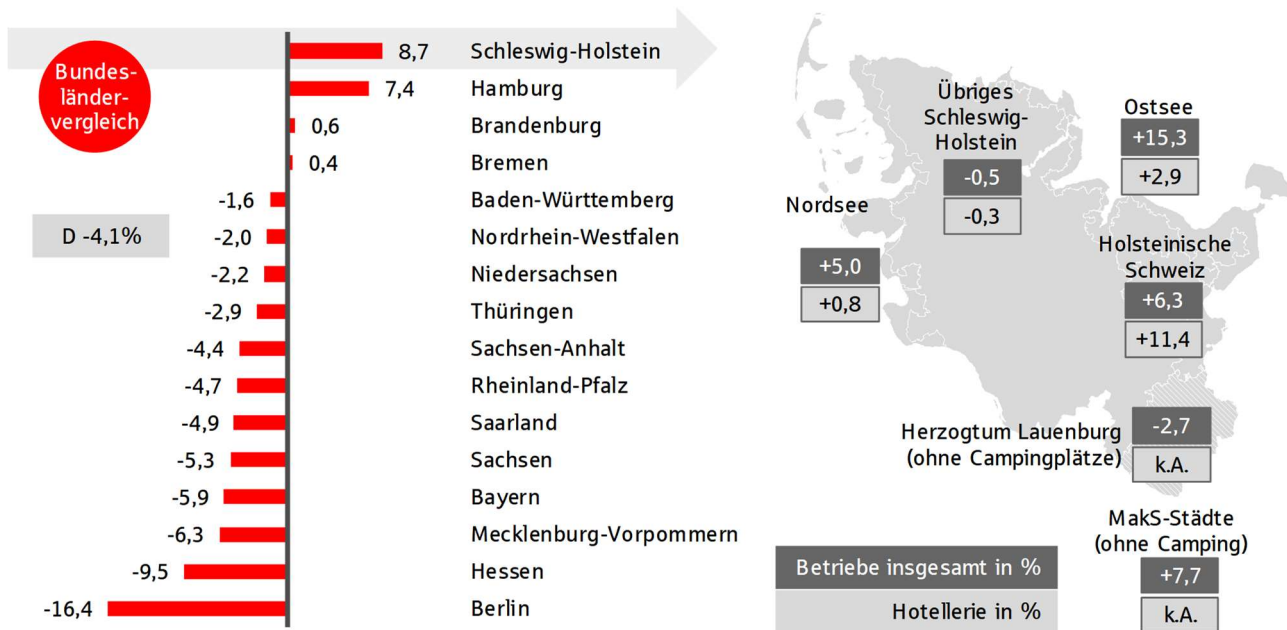 Bundes-
länder-
vergleich
D -4,1%
8,7 Schleswig-Holstein
7,4 Hamburg
0,6 Brandenburg
0,4 Bremen
-1,6 Baden-Württemberg
-2,0 Nordrhein-Westfalen
-2,2 Niedersachsen
-2,9 Thüringen
-4,4 Sachsen-Anhalt
-4,7 Rheinland-Pfalz
-4,9 Saarland
-5,3 Sachsen
-5,9 Bayern
-6,3 Mecklenburg-Vorpommern
-9,5 Hessen
-16,4 Berlin
Übriges
Schleswig-
Holstein
-0,5
-0,3
Ostsee
+15,3
+2,9
Nordsee
+5,0
+0,8
Holsteinische
Schweiz
+6,3
+11,4
Herzogtum Lauenburg
(ohne Campingplätze)
-2,7
k.A.
MakS-Städte
(ohne Camping)
+7,7
k.A.
Betriebe insgesamt in %
Hotellerie in %